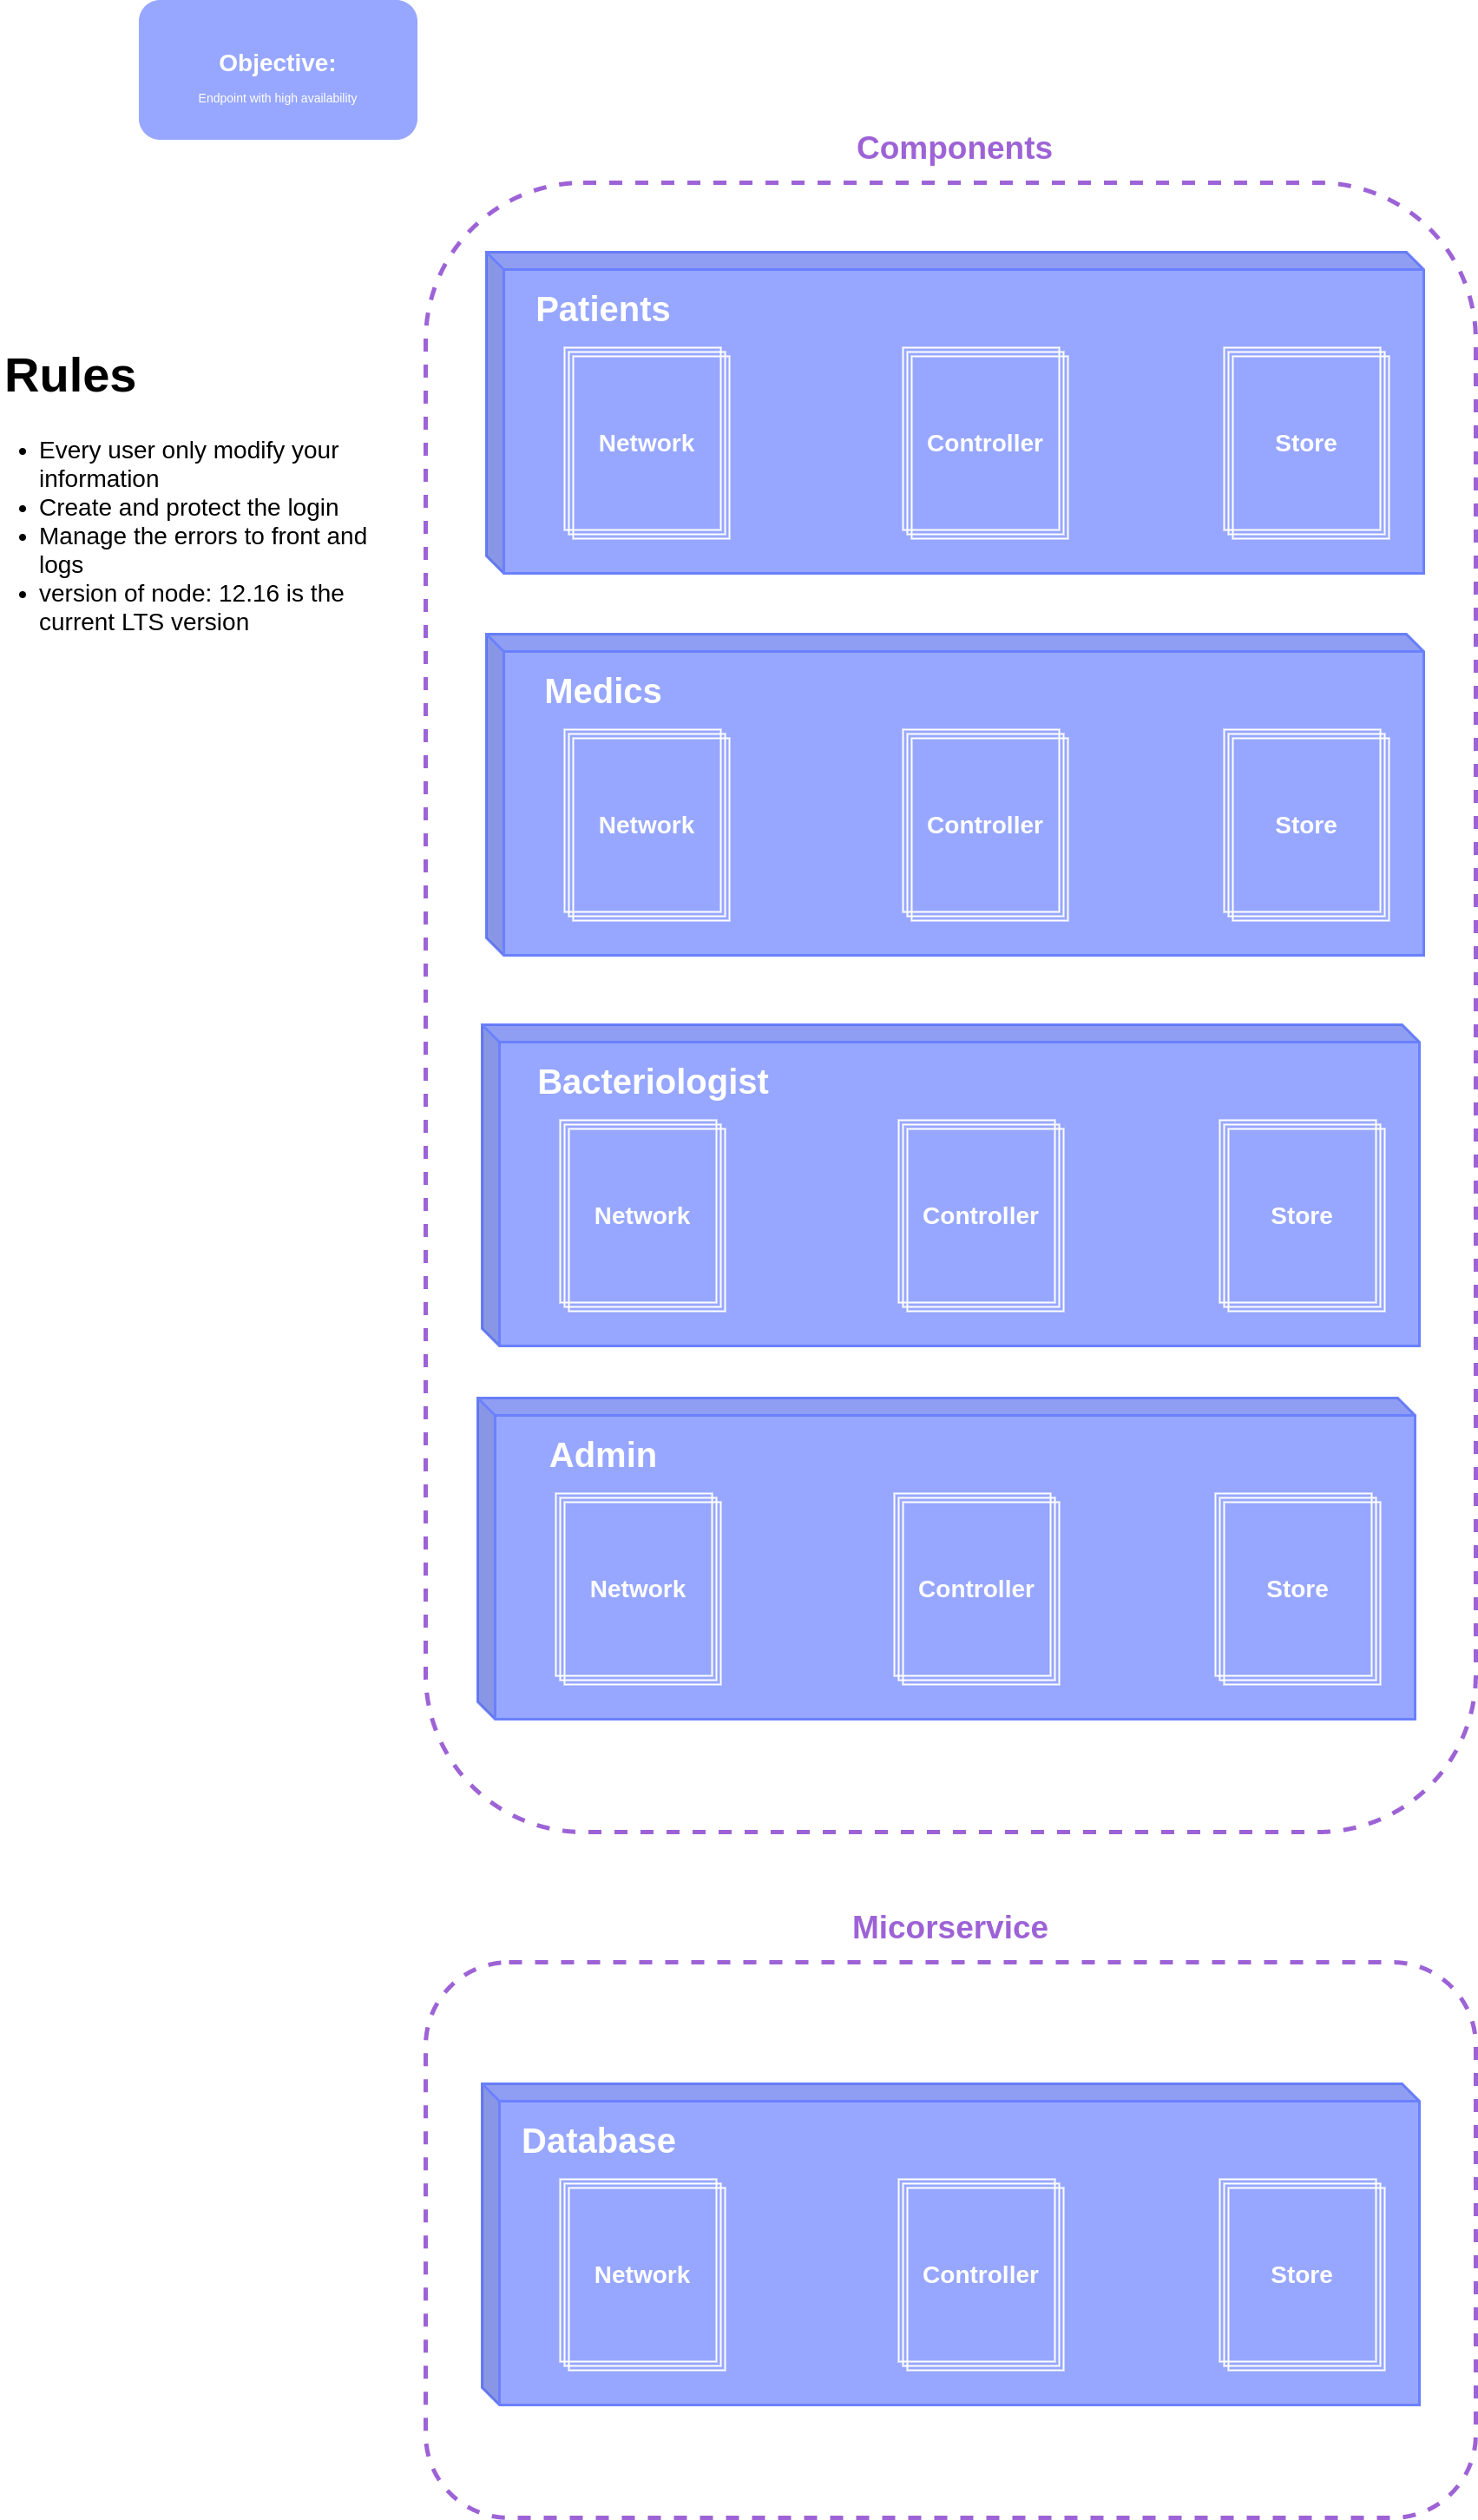 Objective:
Endpoint with high availability
Components
Rules
• Every user only modify your
information
• Create and protect the login
• Manage the errors to front and
logs
• version of node: 12.16 is the
current LTS version
Patients
Network
Controller
Store
Medics
Network
Controller
Store
Bacteriologist
Network
Controller
Store
Admin
Network
Controller
Store
Micorservice
Database
Network
Controller
Store